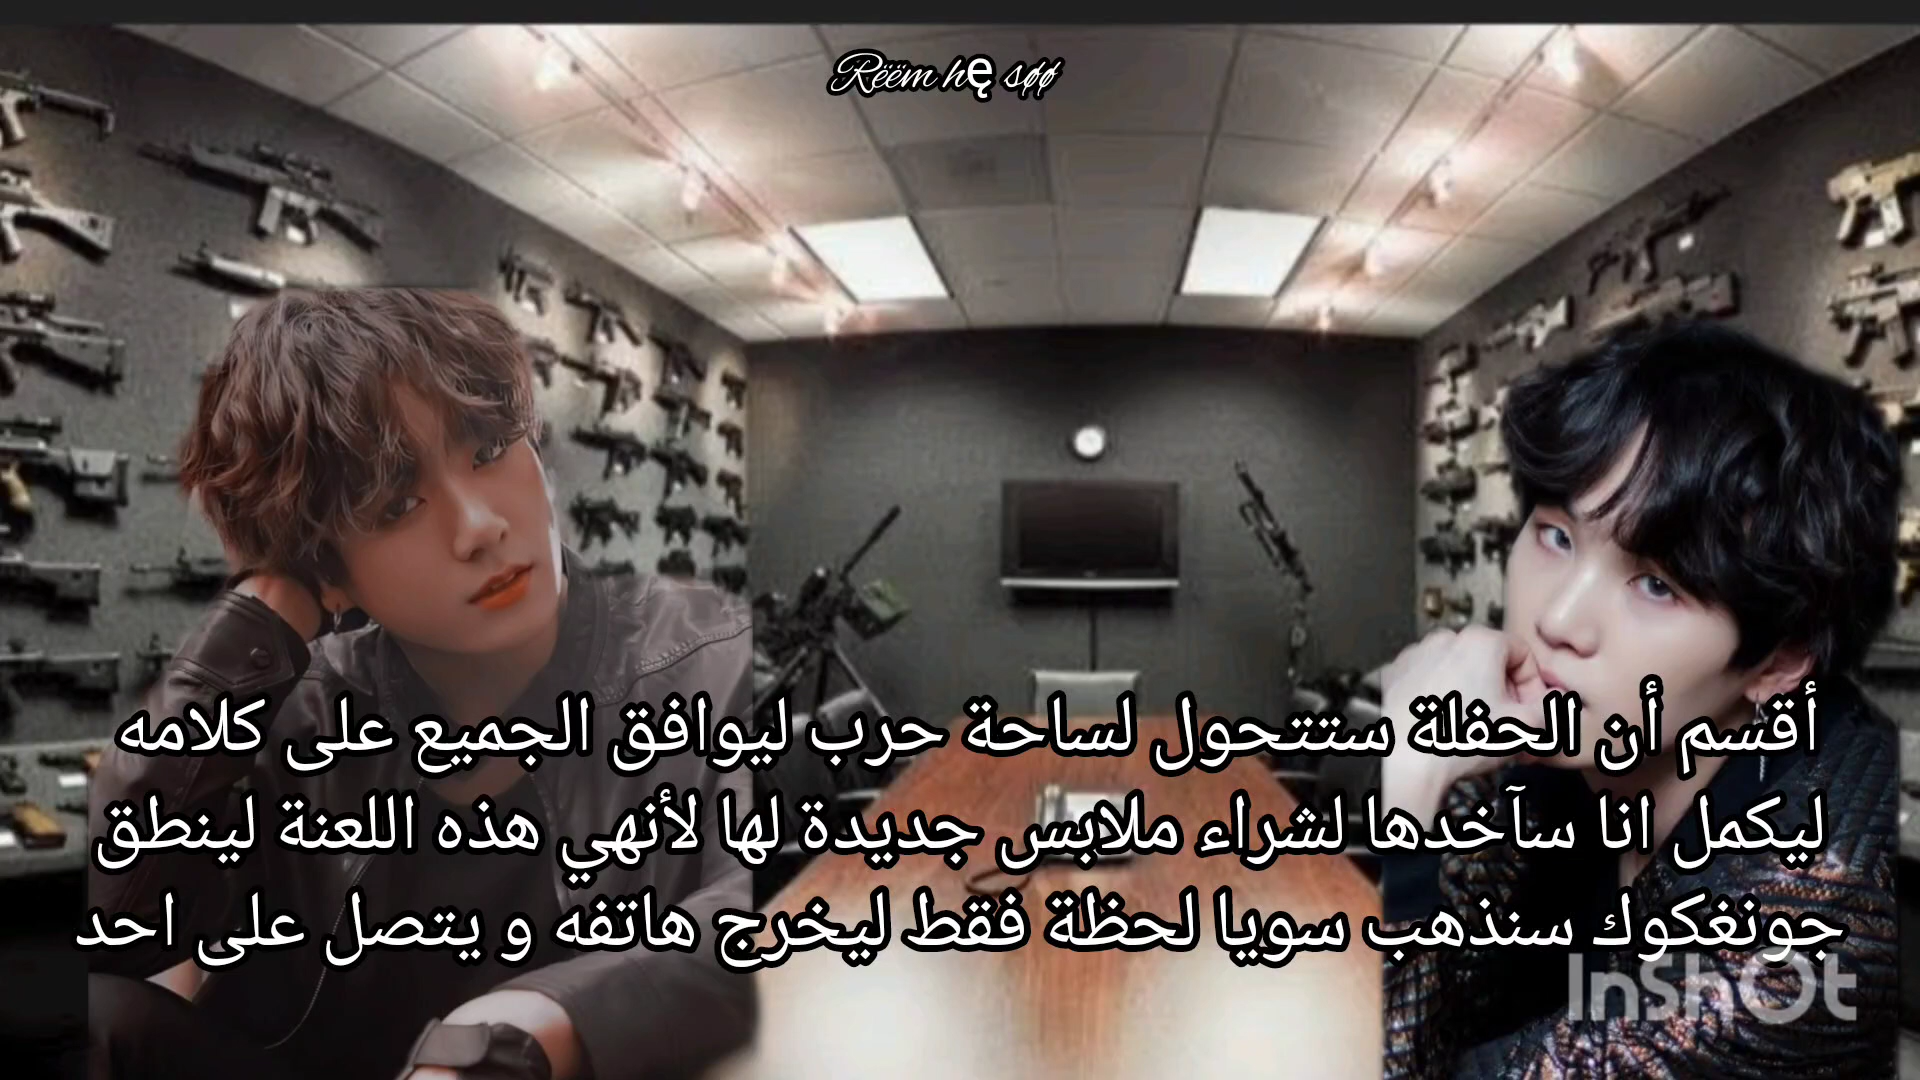 Rëëm hę søø
أقسم أن الحفلة ستتحول لساحة حرب ليوافق الجميع على كلامه
ليكمل انا سآخدها لشراء ملابس جديدة لها لأنهي هذه اللعنة لينطق
جونغكوك سنذهب سويا لحظة فقط ليخرج هاتفه و يتصل على احد
InShOt